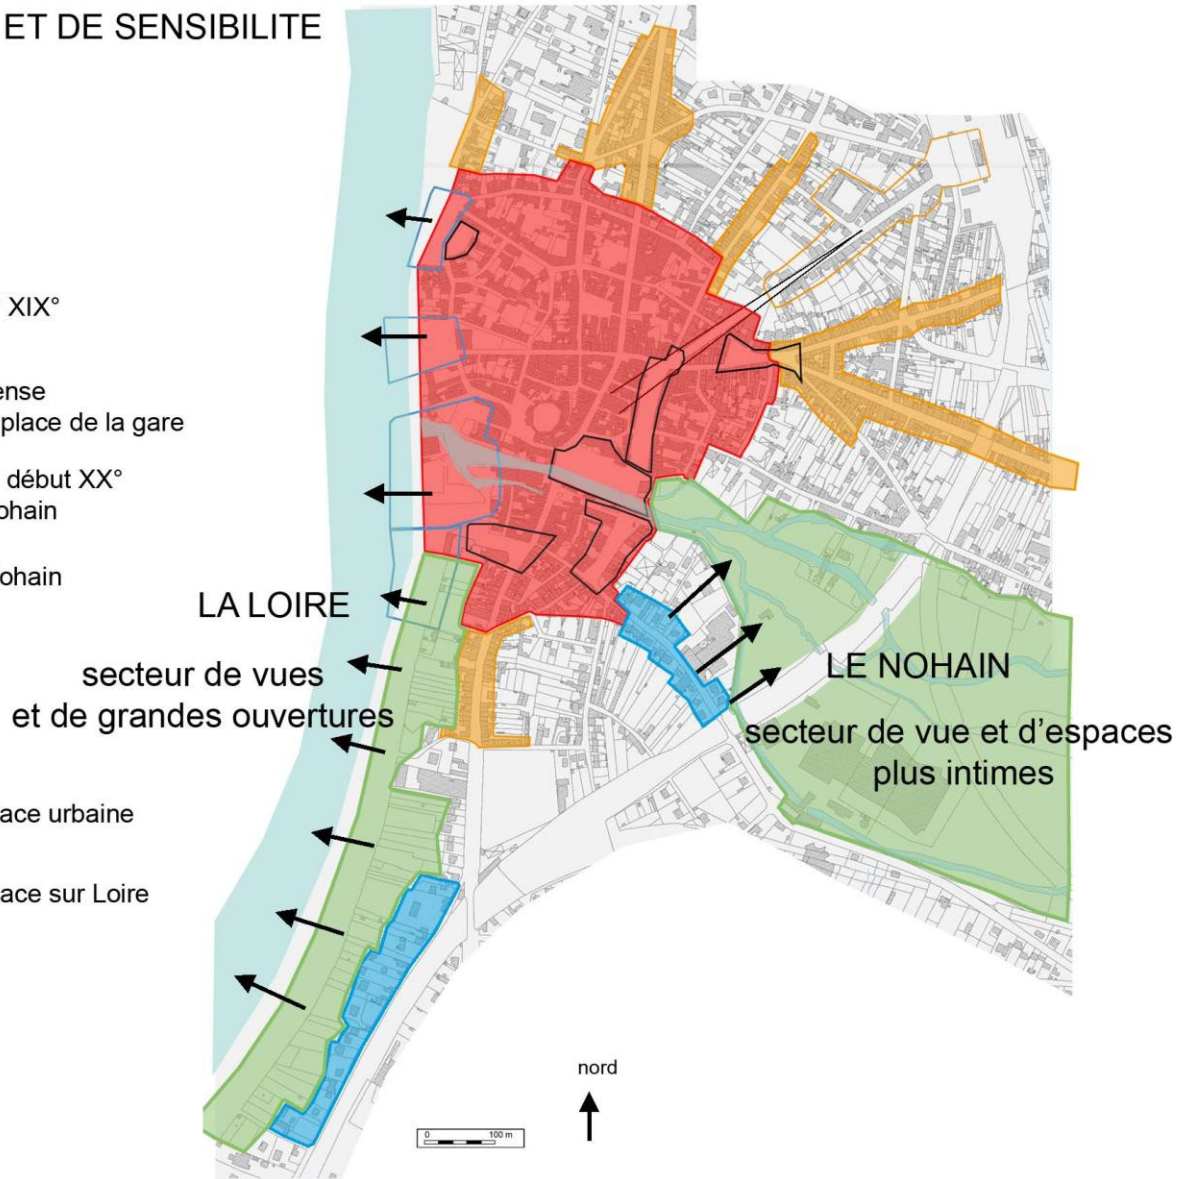 ET DE SENSIBILITE
XIX°
ense
place de la gare
début XX°
ohain
ohain
LA LOIRE
secteur de vues
et de grandes ouvertures
LE NOHAIN
secteur de vue et d'espaces
plus intimes
ace urbaine
ace sur Loire
nord
0 100 m